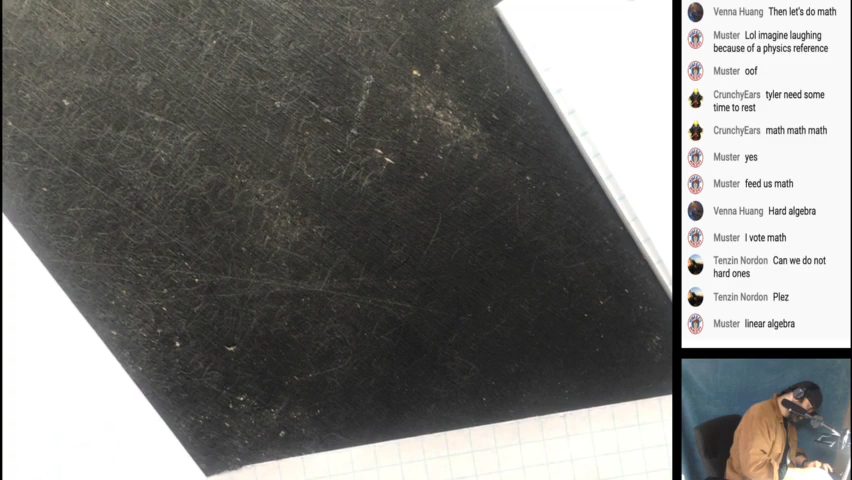 Venna Huang Then let's do math
Muster Lol imagine laughing
because of a physics reference
Muster oof
CrunchyEars tyler need some
time to rest
CrunchyEars math math math
Muster yes
Muster feed us math
Venna Huang Hard algebra
Muster I vote math
Tenzin Nordon Can we do not
hard ones
Tenzin Nordon Plez
Muster linear algebra